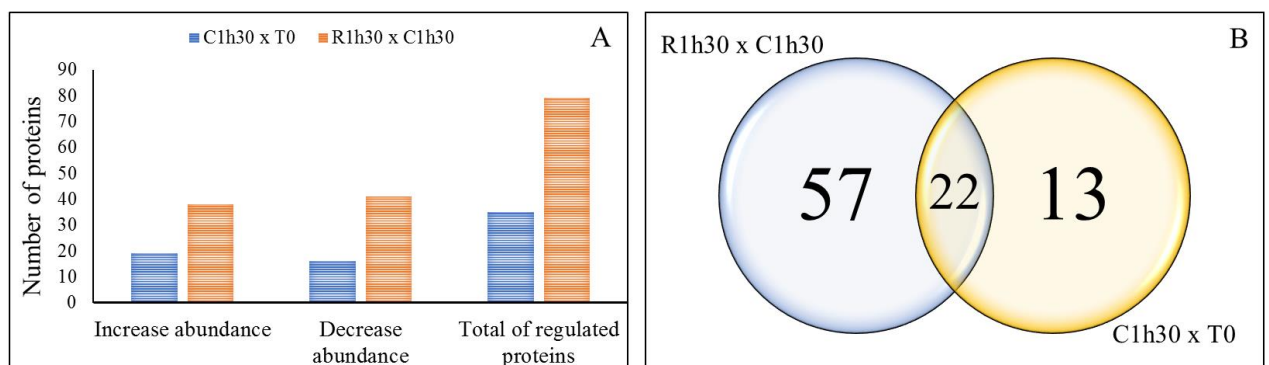 C1h30 x T0 R1h30 x C1h30 A
90
80
70
60
50
40
30
20
10
0
Number of proteins
Increase abundance
Decrease
abundance
Total of regulated
proteins
R1h30 x C1h30
B
57
22
13
C1h30 x T0